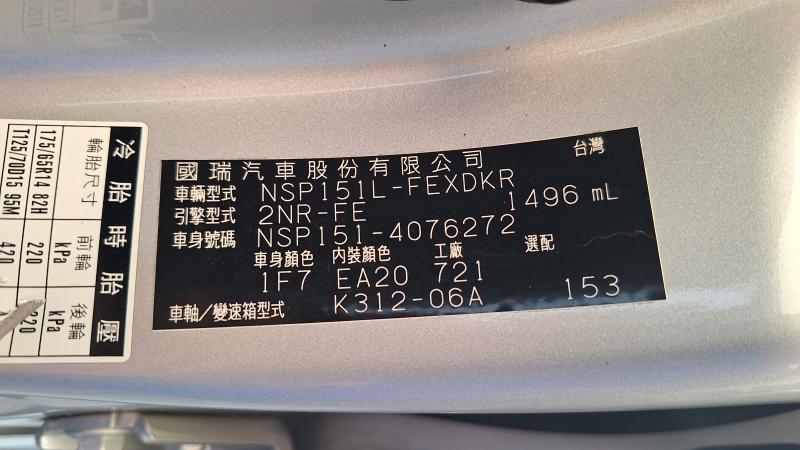 國瑞汽車股份有限公司 台灣
車輛型式 NSP151L-FEXDKR
引擎型式 2NR-FE 1496 mL
車身號碼 NSP151-4076272
車身顏色 內裝顏色 工廠 選配
1F7 EA20 721
車軸/變速箱型式 K312-06A 153
冷胎時胎壓
輪胎尺寸 前輪 後輪
kPa kPa
175/65R14 82H 220
T125/70D15 95M 420